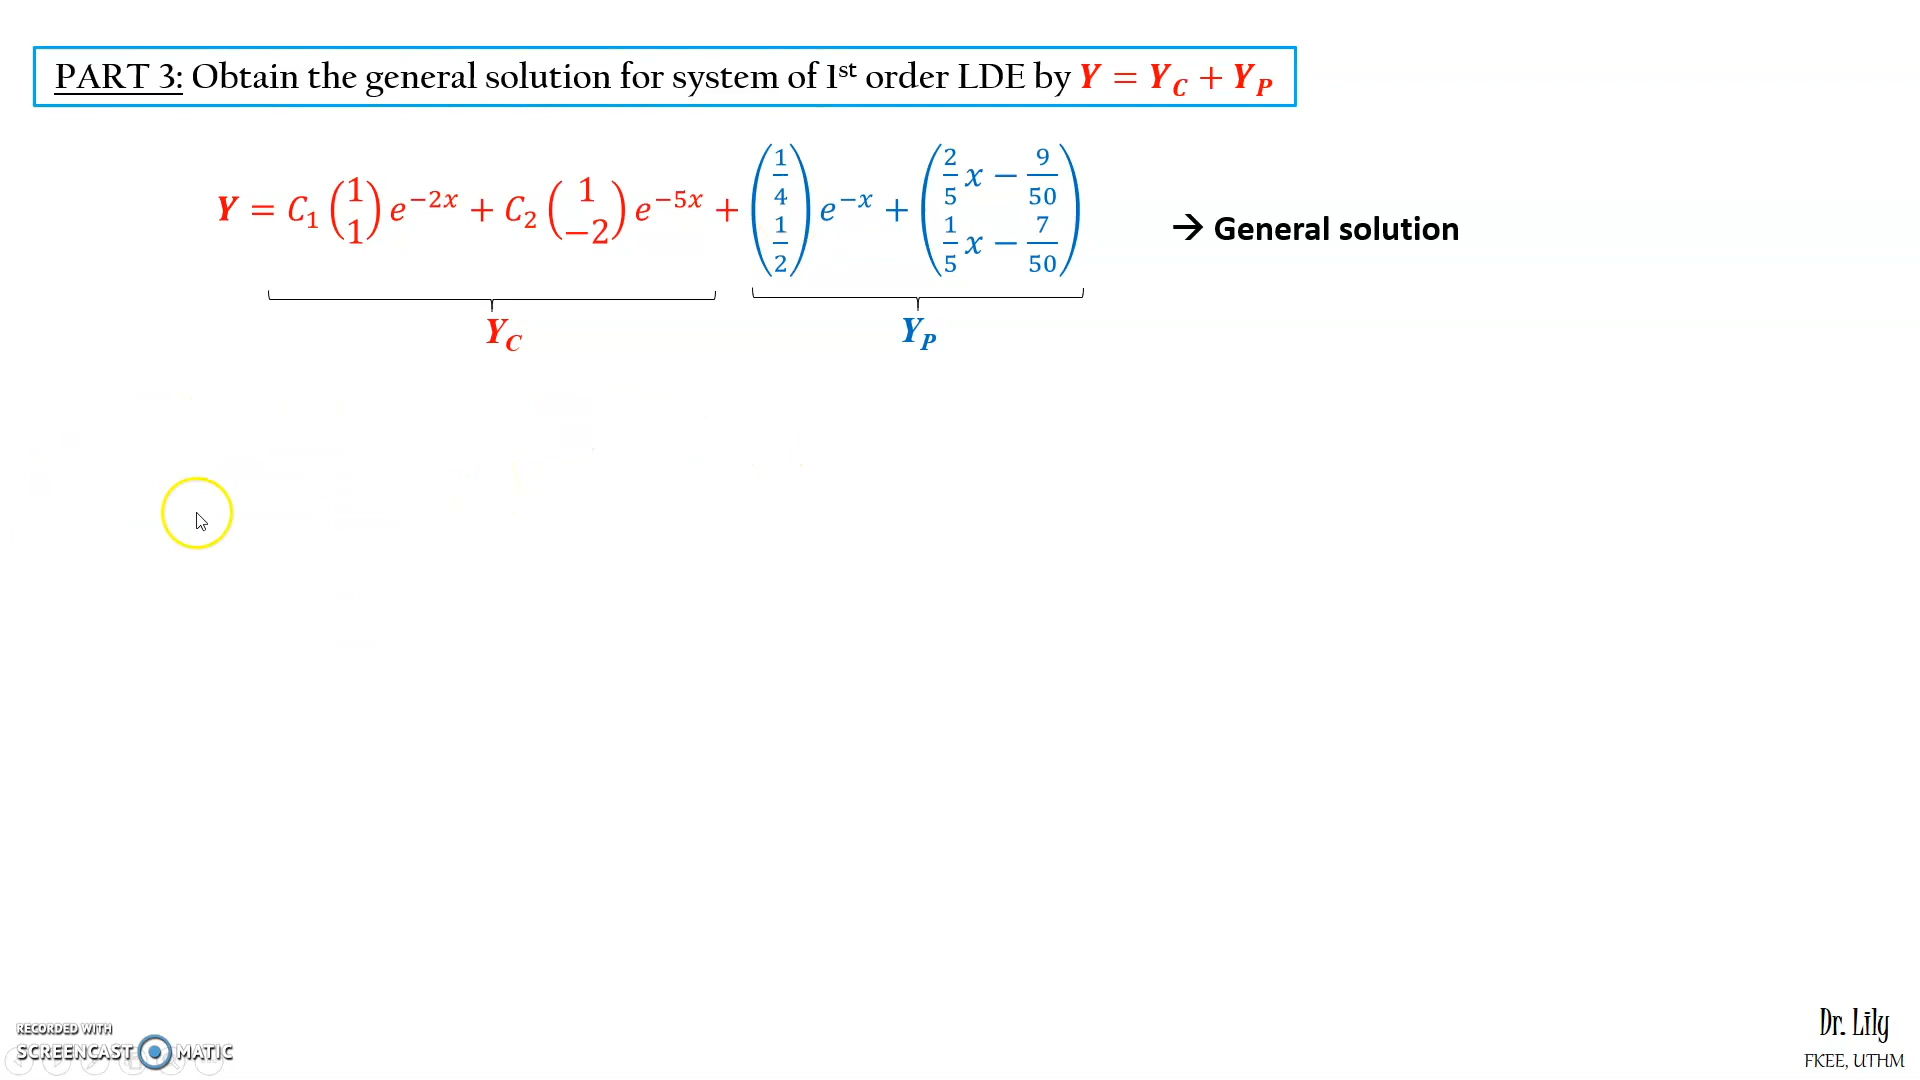 PART 3: Obtain the general solution for system of 1st order LDE by Y = Y_C + Y_P
Y = C₁ (1 1) e^{−2x} + C₂ (1 −2) e^{−5x} + (1/4 1/2) e^{−x} + (2/5 x − 9/50 1/5 x − 7/50)
→ General solution
Y_C
Y_P
RECORDED WITH
SCREENCAST MATIC
Dr. Lily
FKEE, UTHM